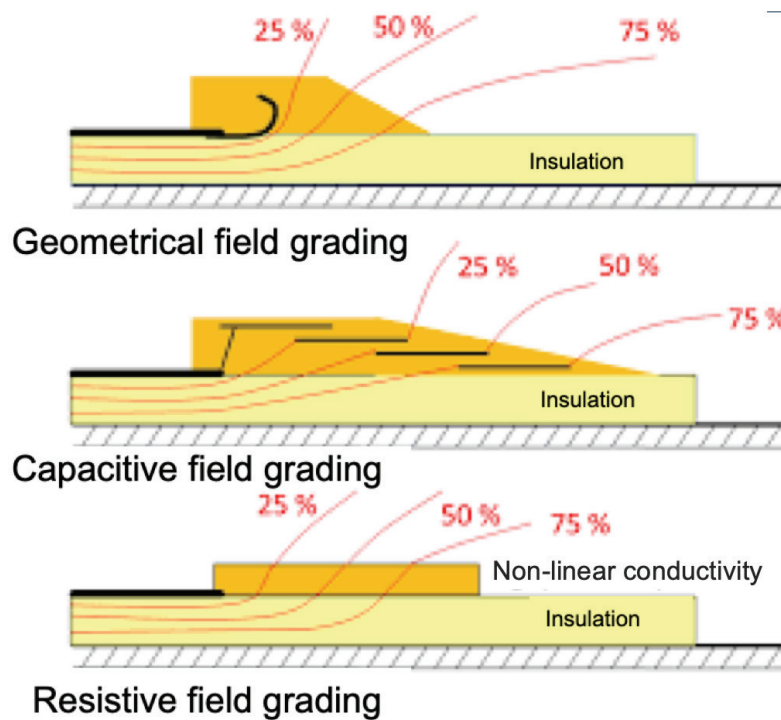 25 % 50 % 75 %
Insulation
Geometrical field grading
25 % 50 %
75 %
Insulation
Capacitive field grading
25 % 50 % 75 %
Non-linear conductivity
Insulation
Resistive field grading